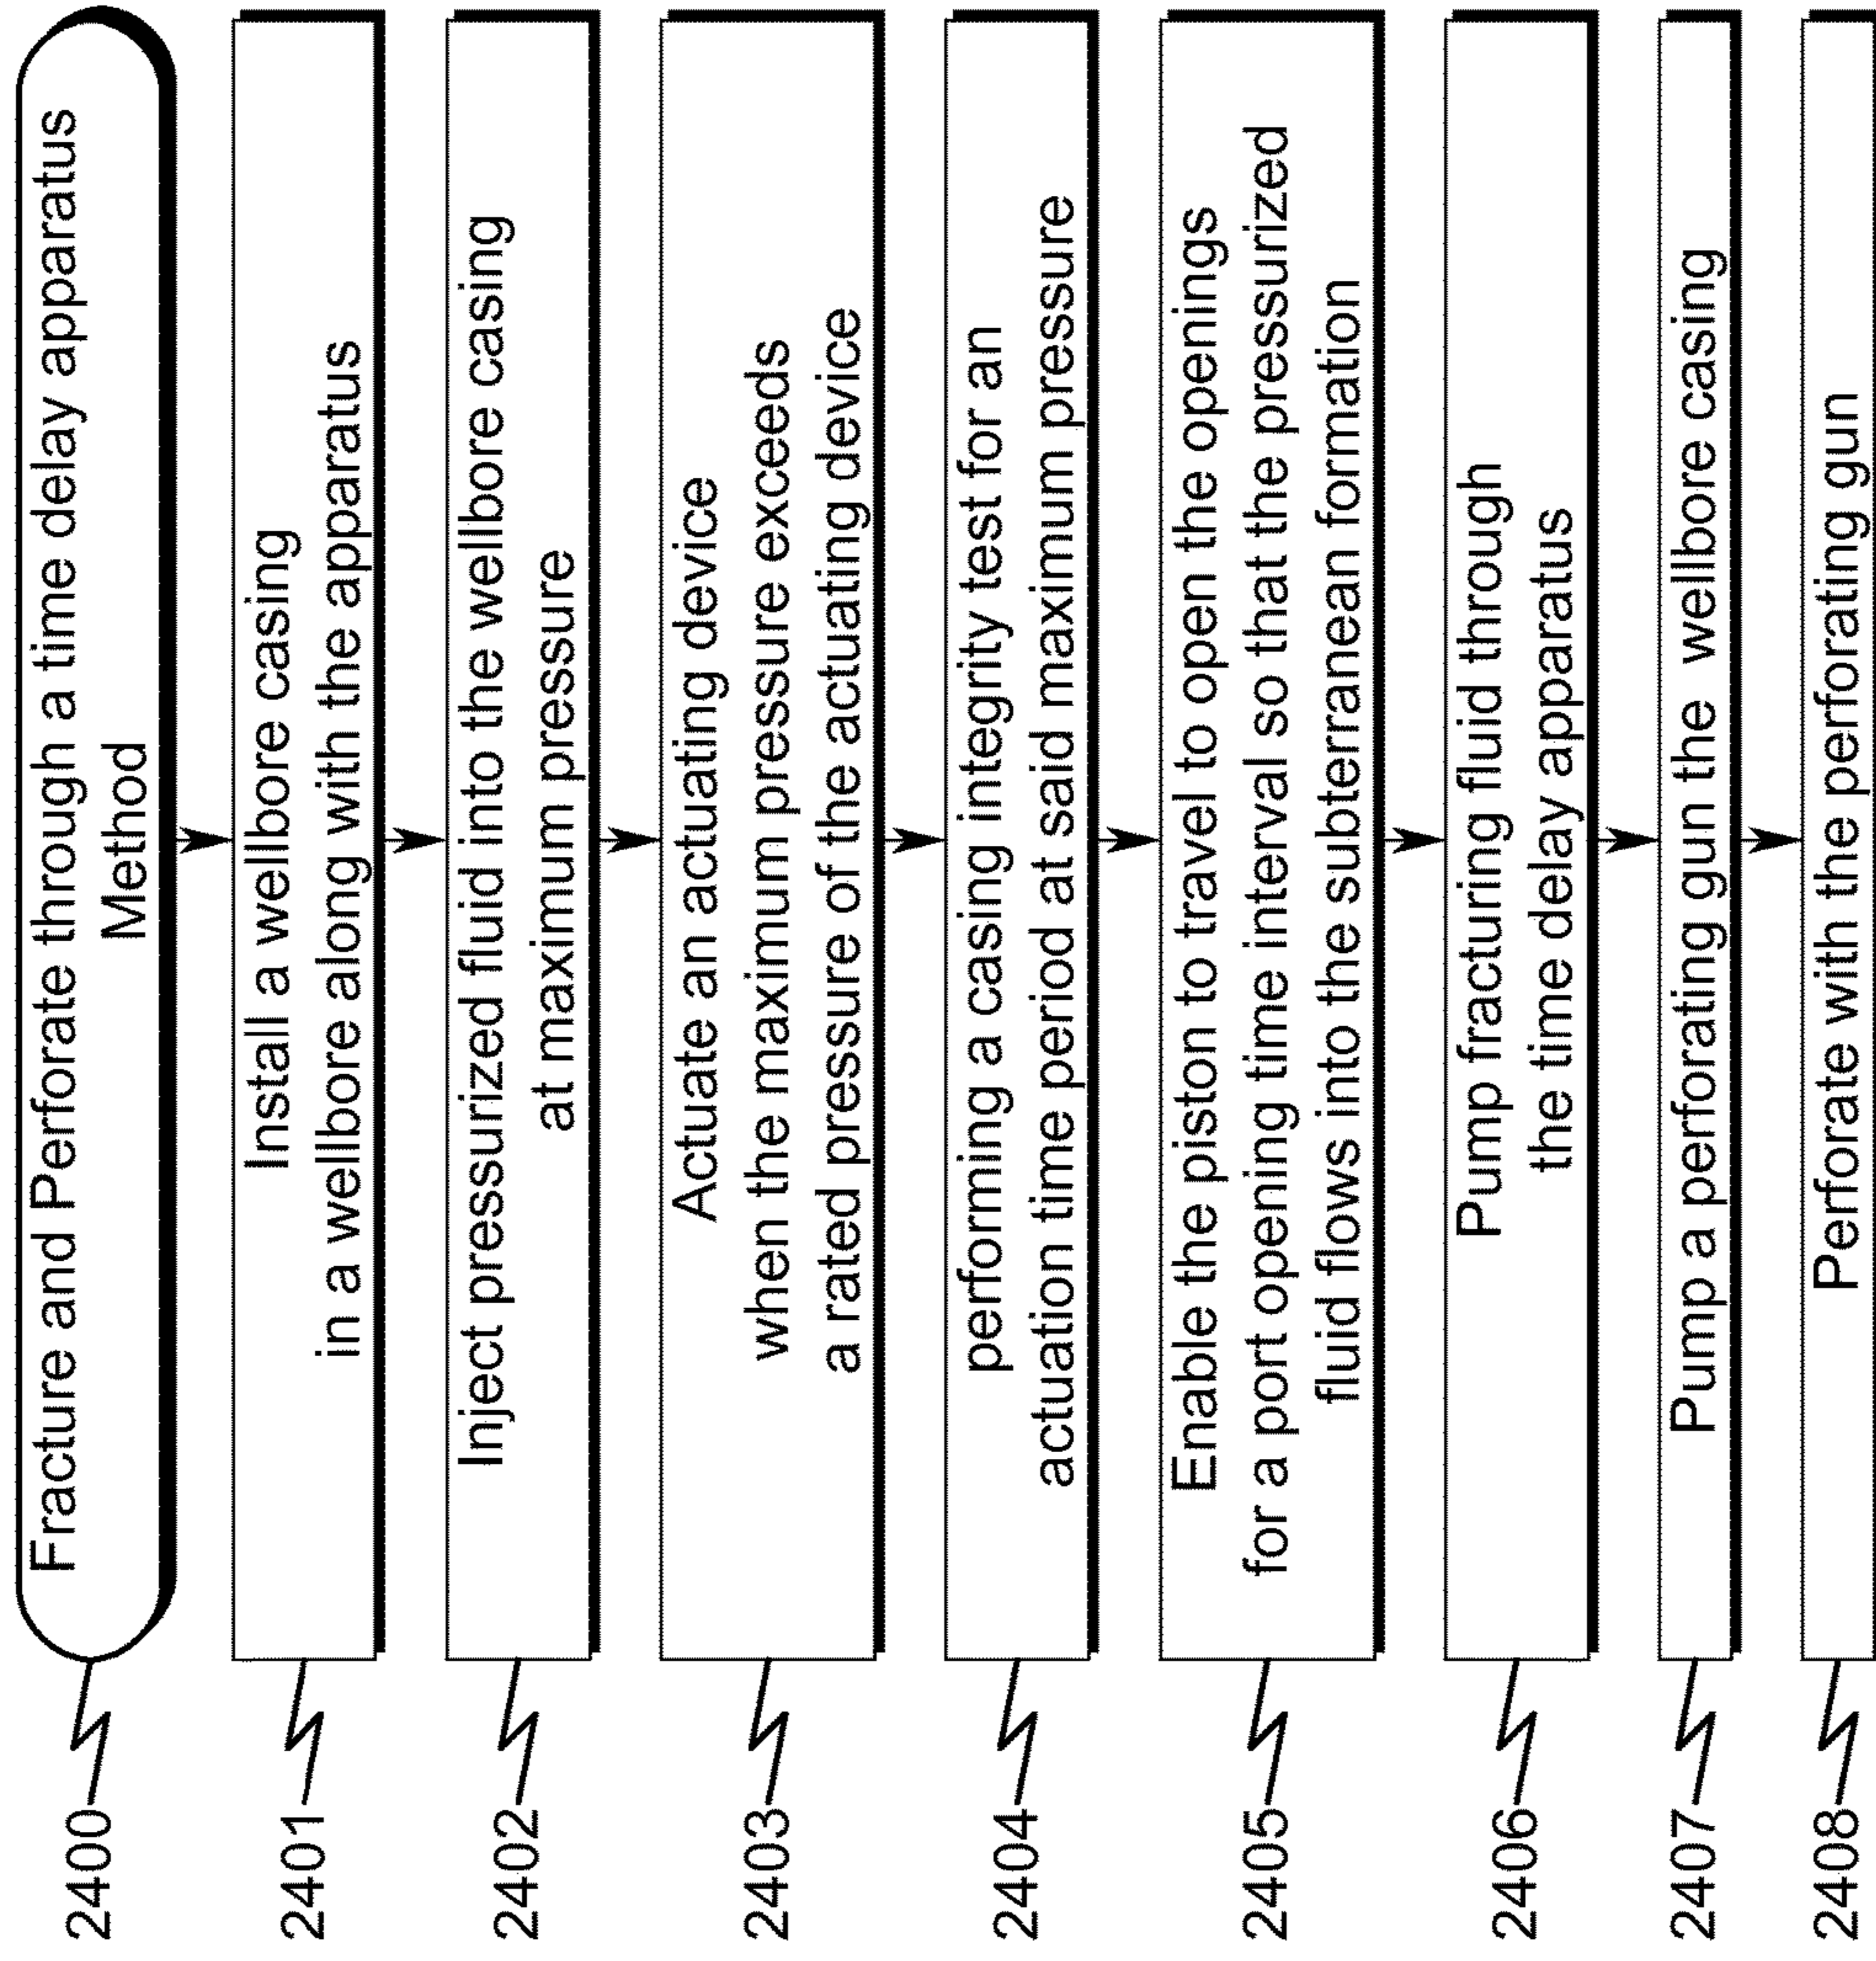 Fracture and Perforate through a time delay apparatus
Method
2400
Install a wellbore casing
in a wellbore along with the apparatus
2401
Inject pressurized fluid into the wellbore casing
at maximum pressure
2402
Actuate an actuating device
when the maximum pressure exceeds
a rated pressure of the actuating device
2403
performing a casing integrity test for an
actuation time period at said maximum pressure
2404
Enable the piston to travel to open the openings
for a port opening time interval so that the pressurized
fluid flows into the subterranean formation
2405
Pump fracturing fluid through
the time delay apparatus
2406
Pump a perforating gun the wellbore casing
2407
Perforate with the perforating gun
2408